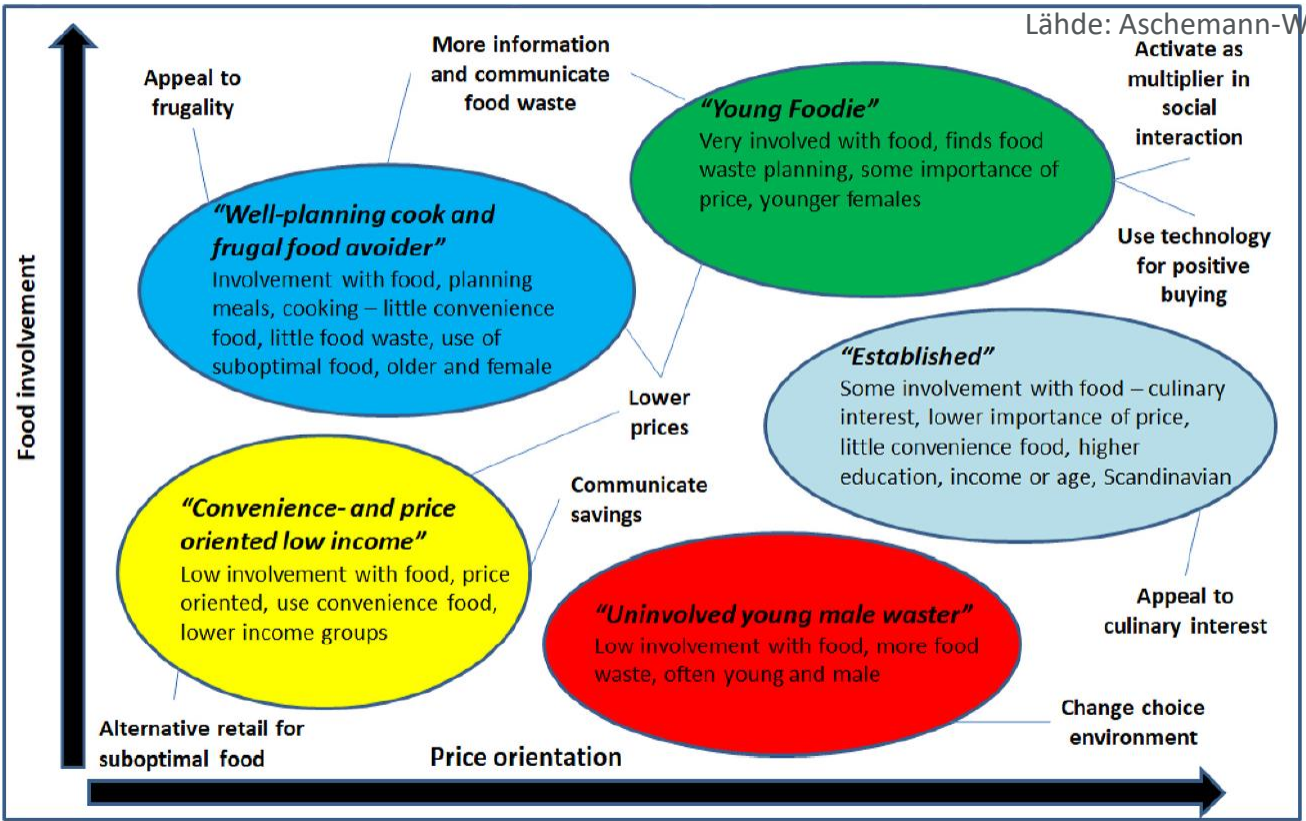 Lähde: Aschemann-W
Appeal to
frugality
More information
and communicate
food waste
Activate as
multiplier in
social
interaction
“Young Foodie”
Very involved with food, finds food
waste planning, some importance of
price, younger females
“Well-planning cook and
frugal food avoider”
Involvement with food, planning
meals, cooking – little convenience
food, little food waste, use of
suboptimal food, older and female
Use technology
for positive
buying
Food involvement
“Established”
Some involvement with food – culinary
interest, lower importance of price,
little convenience food, higher
education, income or age, Scandinavian
Lower
prices
Communicate
savings
“Convenience- and price
oriented low income”
Low involvement with food, price
oriented, use convenience food,
lower income groups
“Uninvolved young male waster”
Low involvement with food, more food
waste, often young and male
Appeal to
culinary interest
Change choice
environment
Alternative retail for
suboptimal food
Price orientation